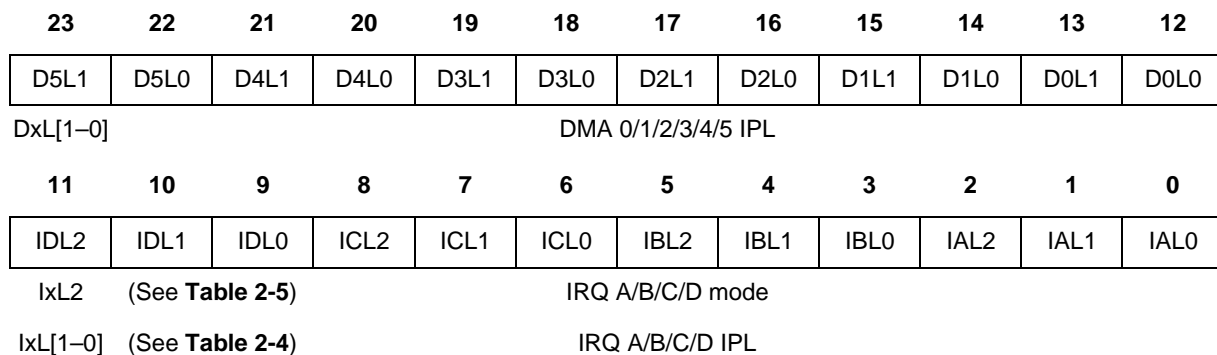 23 22 21 20 19 18 17 16 15 14 13 12
D5L1 D5L0 D4L1 D4L0 D3L1 D3L0 D2L1 D2L0 D1L1 D1L0 D0L1 D0L0
DxL[1–0] DMA 0/1/2/3/4/5 IPL
11 10 9 8 7 6 5 4 3 2 1 0
IDL2 IDL1 IDL0 ICL2 ICL1 ICL0 IBL2 IBL1 IBL0 IAL2 IAL1 IAL0
IxL2 (See Table 2-5) IRQ A/B/C/D mode
IxL[1–0] (See Table 2-4) IRQ A/B/C/D IPL